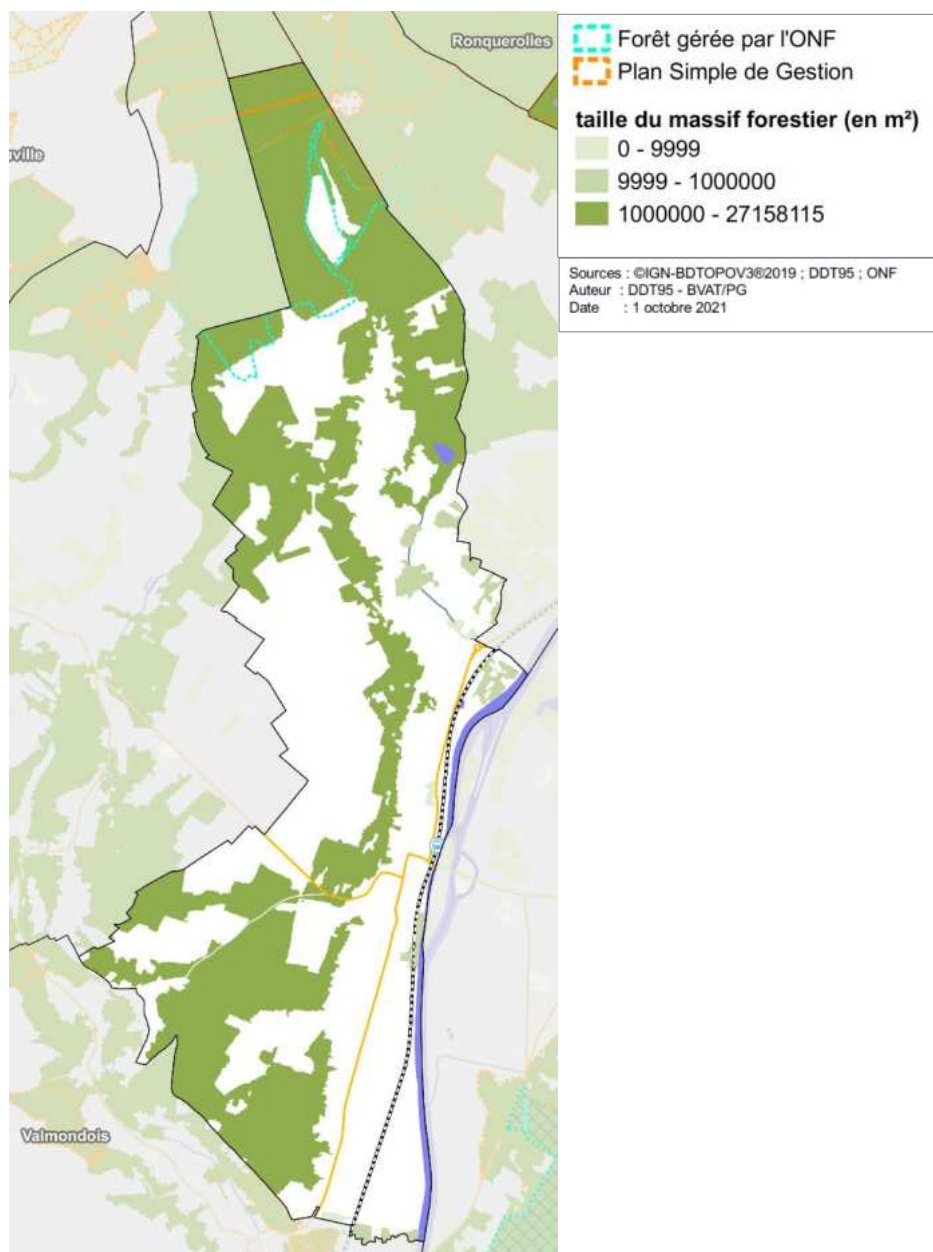 Ronquerolles
uville
Valmondois
Forêt gérée par l'ONF
Plan Simple de Gestion
taille du massif forestier (en m²)
0 - 9999
9999 - 1000000
1000000 - 27158115
Sources : ©IGN-BDTOPOV3®2019 ; DDT95 ; ONF
Auteur : DDT95 - BVAT/PG
Date : 1 octobre 2021